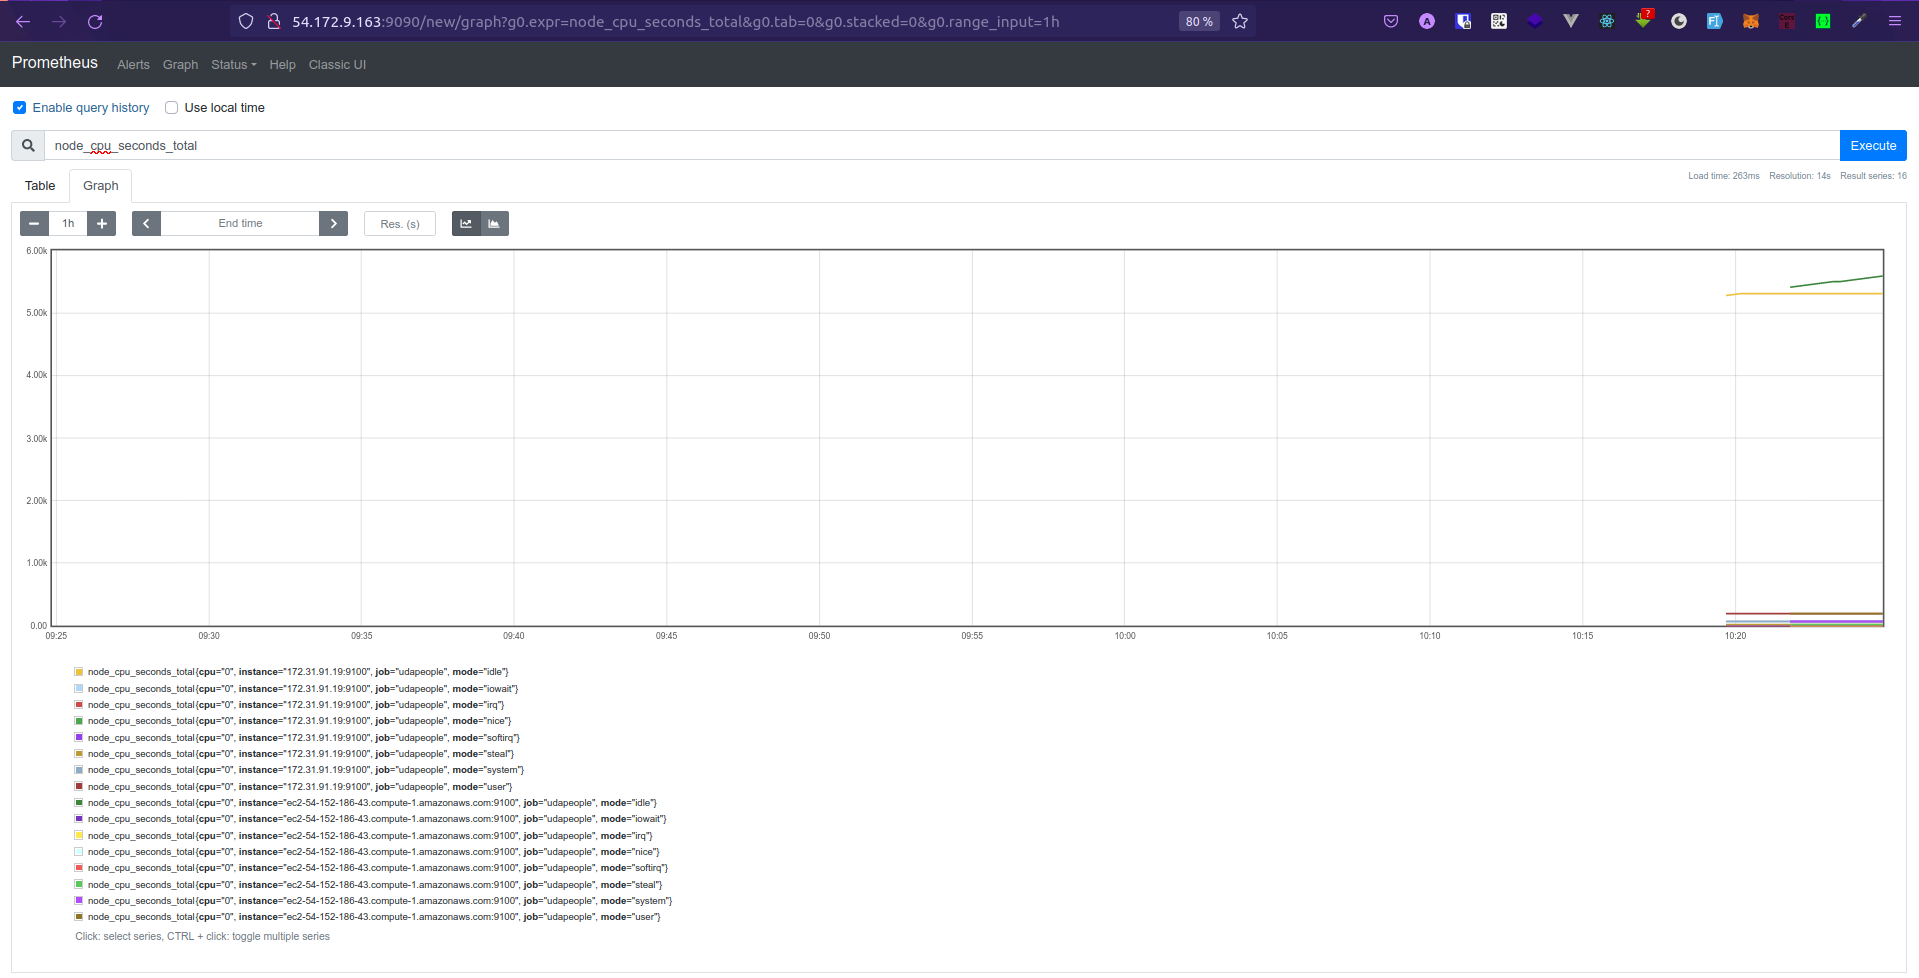 54.172.9.163:9090/new/graph?g0.expr=node_cpu_seconds_total&g0.tab=0&g0.stacked=0&g0.range_input=1h 80 %
Prometheus Alerts Graph Status Help Classic UI
Enable query history Use local time
node_cpu_seconds_total Execute
Load time: 263ms Resolution: 14s Result series: 16
Table Graph
1h End time Res. (s)
6.00k
5.00k
4.00k
3.00k
2.00k
1.00k
0.00
09:25 09:30 09:35 09:40 09:45 09:50 09:55 10:00 10:05 10:10 10:15 10:20
node_cpu_seconds_total{cpu="0", instance="172.31.91.19:9100", job="udapeople", mode="idle"}
node_cpu_seconds_total{cpu="0", instance="172.31.91.19:9100", job="udapeople", mode="iowait"}
node_cpu_seconds_total{cpu="0", instance="172.31.91.19:9100", job="udapeople", mode="irq"}
node_cpu_seconds_total{cpu="0", instance="172.31.91.19:9100", job="udapeople", mode="nice"}
node_cpu_seconds_total{cpu="0", instance="172.31.91.19:9100", job="udapeople", mode="softirq"}
node_cpu_seconds_total{cpu="0", instance="172.31.91.19:9100", job="udapeople", mode="steal"}
node_cpu_seconds_total{cpu="0", instance="172.31.91.19:9100", job="udapeople", mode="system"}
node_cpu_seconds_total{cpu="0", instance="172.31.91.19:9100", job="udapeople", mode="user"}
node_cpu_seconds_total{cpu="0", instance="ec2-54-152-186-43.compute-1.amazonaws.com:9100", job="udapeople", mode="idle"}
node_cpu_seconds_total{cpu="0", instance="ec2-54-152-186-43.compute-1.amazonaws.com:9100", job="udapeople", mode="iowait"}
node_cpu_seconds_total{cpu="0", instance="ec2-54-152-186-43.compute-1.amazonaws.com:9100", job="udapeople", mode="irq"}
node_cpu_seconds_total{cpu="0", instance="ec2-54-152-186-43.compute-1.amazonaws.com:9100", job="udapeople", mode="nice"}
node_cpu_seconds_total{cpu="0", instance="ec2-54-152-186-43.compute-1.amazonaws.com:9100", job="udapeople", mode="softirq"}
node_cpu_seconds_total{cpu="0", instance="ec2-54-152-186-43.compute-1.amazonaws.com:9100", job="udapeople", mode="steal"}
node_cpu_seconds_total{cpu="0", instance="ec2-54-152-186-43.compute-1.amazonaws.com:9100", job="udapeople", mode="system"}
node_cpu_seconds_total{cpu="0", instance="ec2-54-152-186-43.compute-1.amazonaws.com:9100", job="udapeople", mode="user"}
Click: select series, CTRL + click: toggle multiple series